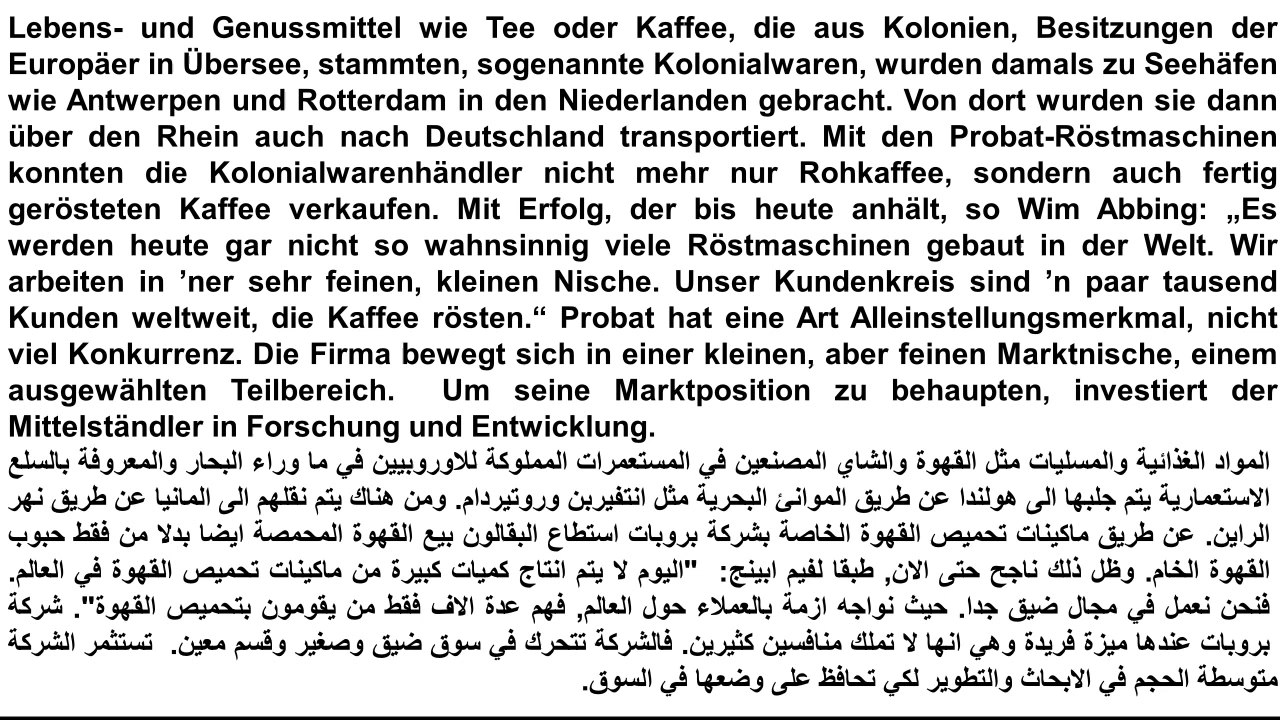 Lebens- und Genussmittel wie Tee oder Kaffee, die aus Kolonien, Besitzungen der
Europäer in Übersee, stammten, sogenannte Kolonialwaren, wurden damals zu Seehäfen
wie Antwerpen und Rotterdam in den Niederlanden gebracht. Von dort wurden sie dann
über den Rhein auch nach Deutschland transportiert. Mit den Probat-Röstmaschinen
konnten die Kolonialwarenhändler nicht mehr nur Rohkaffee, sondern auch fertig
gerösteten Kaffee verkaufen. Mit Erfolg, der bis heute anhält, so Wim Abbing: „Es
werden heute gar nicht so wahnsinnig viele Röstmaschinen gebaut in der Welt. Wir
arbeiten in ’ner sehr feinen, kleinen Nische. Unser Kundenkreis sind ’n paar tausend
Kunden weltweit, die Kaffee rösten.“ Probat hat eine Art Alleinstellungsmerkmal, nicht
viel Konkurrenz. Die Firma bewegt sich in einer kleinen, aber feinen Marktnische, einem
ausgewählten Teilbereich. Um seine Marktposition zu behaupten, investiert der
Mittelständler in Forschung und Entwicklung.
المواد الغذائية والمسليات مثل القهوة والشاي المصنعين في المستعمرات المملوكة للاوروبيين في ما وراء البحار والمعروفة بالسلع
الاستعمارية يتم جلبها الى هولندا عن طريق الموانئ البحرية مثل انتفيربن وروتيردام. ومن هناك يتم نقلهم الى المانيا عن طريق نهر
الراين. عن طريق ماكينات تحميص القهوة الخاصة بشركة بروبات استطاع البقالون بيع القهوة المحمصة ايضا بدلا من فقط حبوب
القهوة الخام. وظل ذلك ناجح حتى الان, طبقا لفيم ابينج: "اليوم لا يتم انتاج كميات كبيرة من ماكينات تحميص القهوة في العالم.
فنحن نعمل في مجال ضيق جدا. حيث نواجه ازمة بالعملاء حول العالم, فهم عدة الاف فقط من يقومون بتحميص القهوة". شركة
بروبات عندها ميزة فريدة وهي انها لا تملك منافسين كثيرين. فالشركة تتحرك في سوق ضيق وصغير وقسم معين. تستثمر الشركة
متوسطة الحجم في الابحاث والتطوير لكي تحافظ على وضعها في السوق.